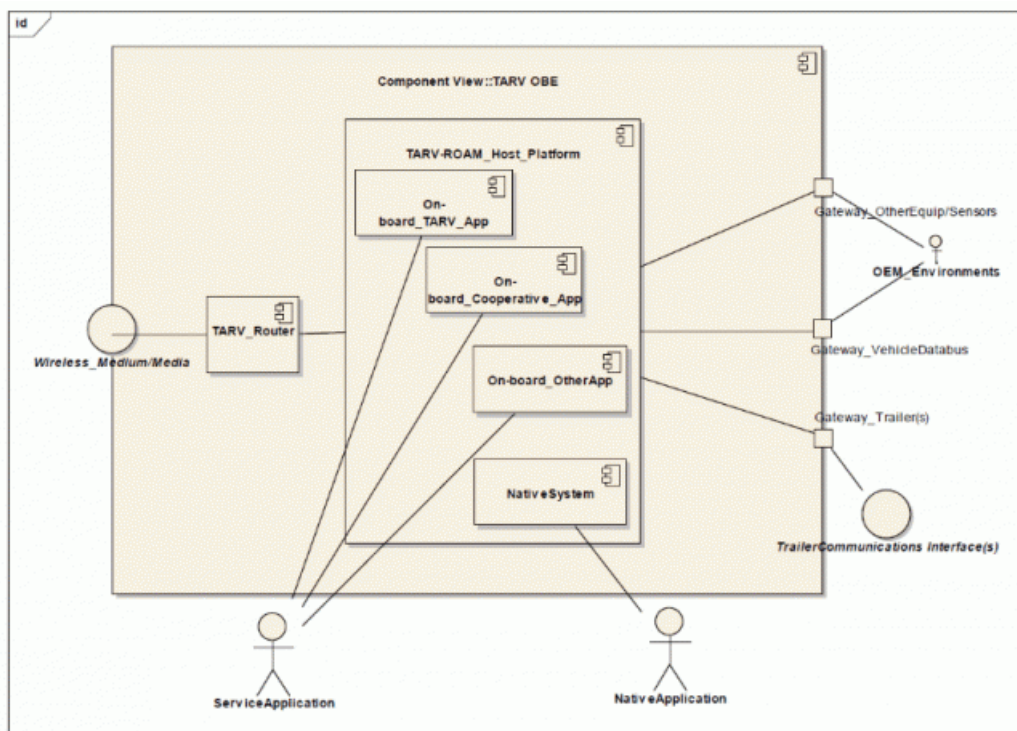 id
Component View::TARV OBE
TARV-ROAM_Host_Platform
On-
board_TARV_App
On-
board_Cooperative_App
TARV_Router
Wireless_Medium/Media
On-board_OtherApp
NativeSystem
Gateway_OtherEquip/Sensors
OEM_Environments
Gateway_VehicleDatabus
Gateway_Trailer(s)
TrailerCommunications Interface(s)
ServiceApplication
NativeApplication